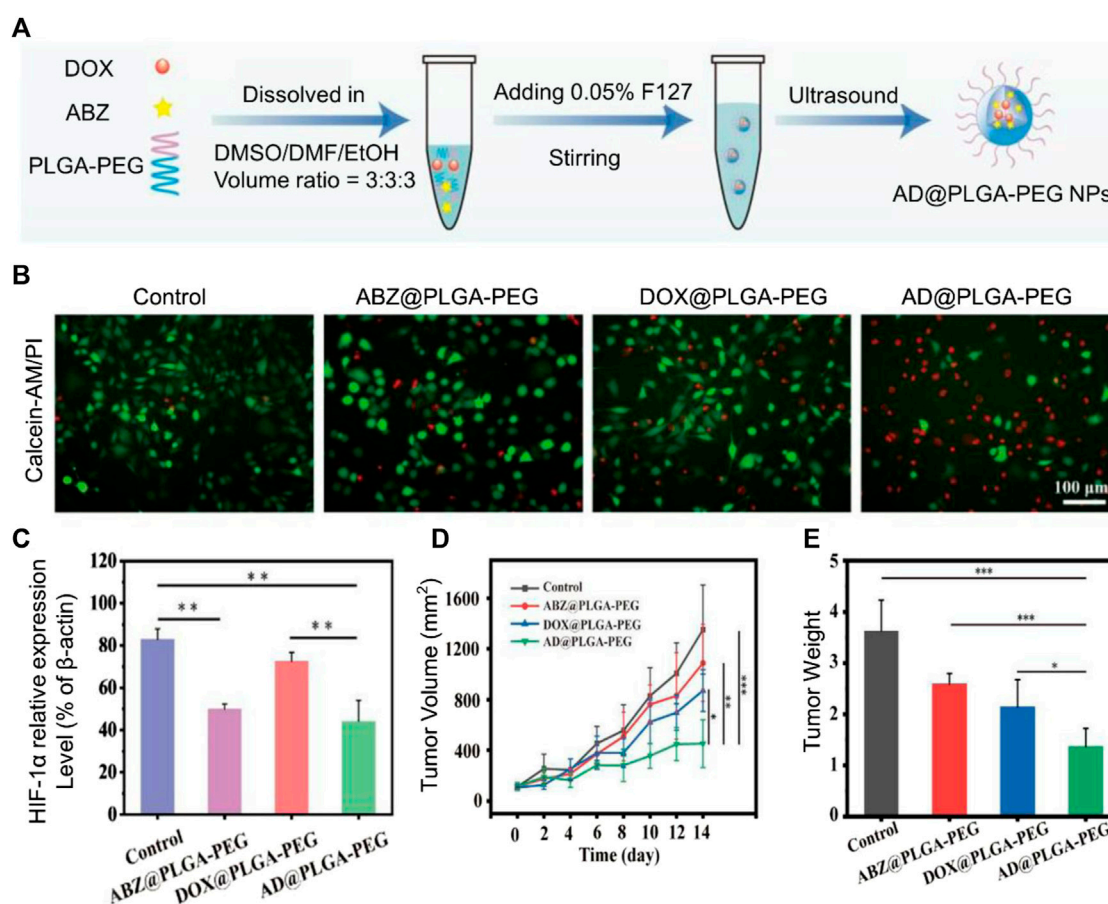 A
DOX
ABZ
PLGA-PEG
Dissolved in
DMSO/DMF/EtOH
Volume ratio = 3:3:3
Adding 0.05% F127
Stirring
Ultrasound
AD@PLGA-PEG NPs
B
Control
ABZ@PLGA-PEG
DOX@PLGA-PEG
AD@PLGA-PEG
Calcein-AM/PI
100 μm
C
HIF-1α relative expression
Level (% of β-actin)
120
100
80
60
40
20
0
**
**
**
Control
ABZ@PLGA-PEG
DOX@PLGA-PEG
AD@PLGA-PEG
D
Tumor Volume (mm²)
1600
1200
800
400
0
Control
ABZ@PLGA-PEG
DOX@PLGA-PEG
AD@PLGA-PEG
*
**
***
0 2 4 6 8 10 12 14
Time (day)
E
Tumor Weight
5
4
3
2
1
0
***
***
*
Control
ABZ@PLGA-PEG
DOX@PLGA-PEG
AD@PLGA-PEG